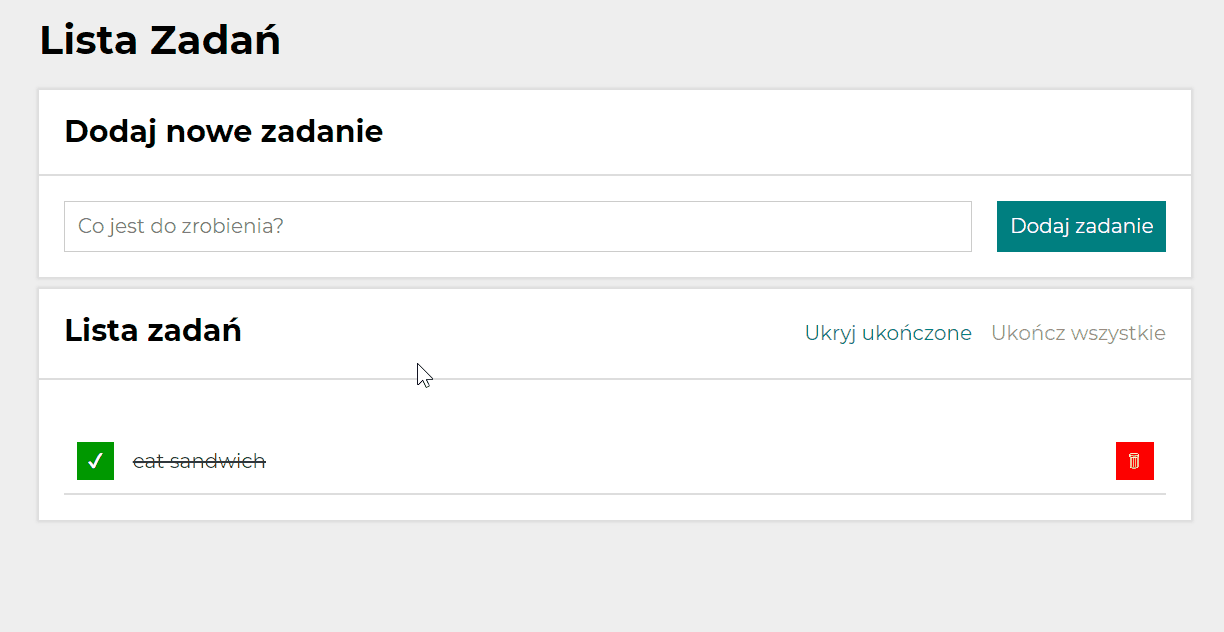 Lista Zadań
Dodaj nowe zadanie
Co jest do zrobienia?
Dodaj zadanie
Lista zadań
Ukryj ukończone
Ukończ wszystkie
eat sandwich